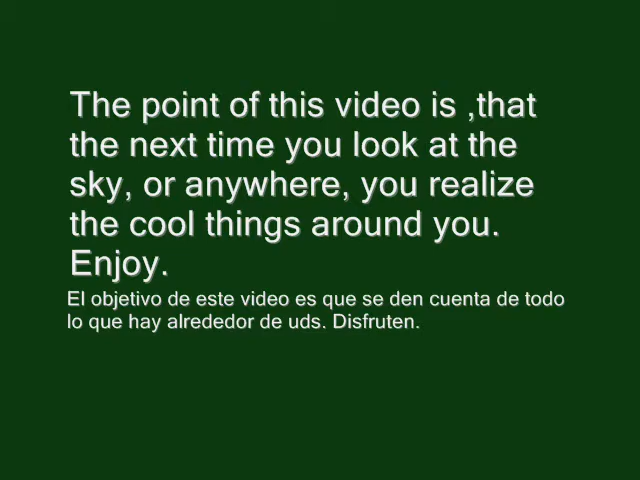 The point of this video is ,that
the next time you look at the
sky, or anywhere, you realize
the cool things around you.
Enjoy.
El objetivo de este video es que se den cuenta de todo
lo que hay alrededor de uds. Disfruten.